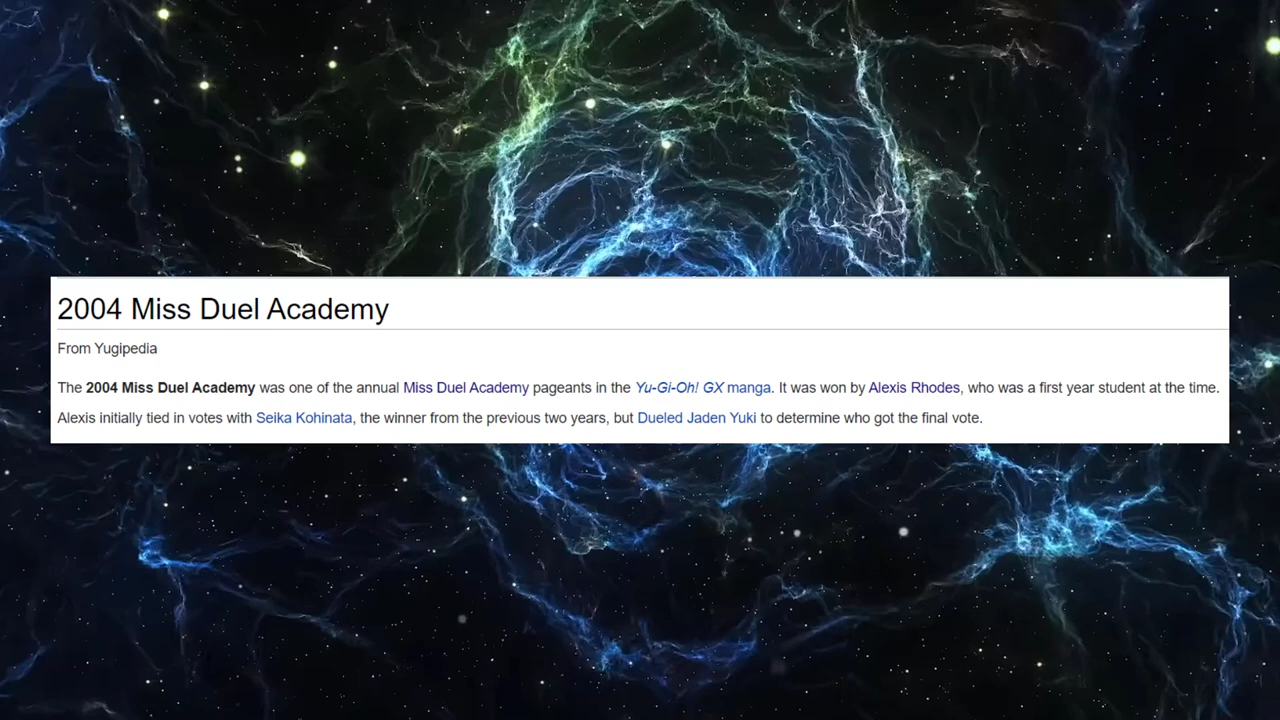 2004 Miss Duel Academy
From Yugipedia
The 2004 Miss Duel Academy was one of the annual Miss Duel Academy pageants in the Yu-Gi-Oh! GX manga. It was won by Alexis Rhodes, who was a first year student at the time.
Alexis initially tied in votes with Seika Kohinata, the winner from the previous two years, but Dueled Jaden Yuki to determine who got the final vote.